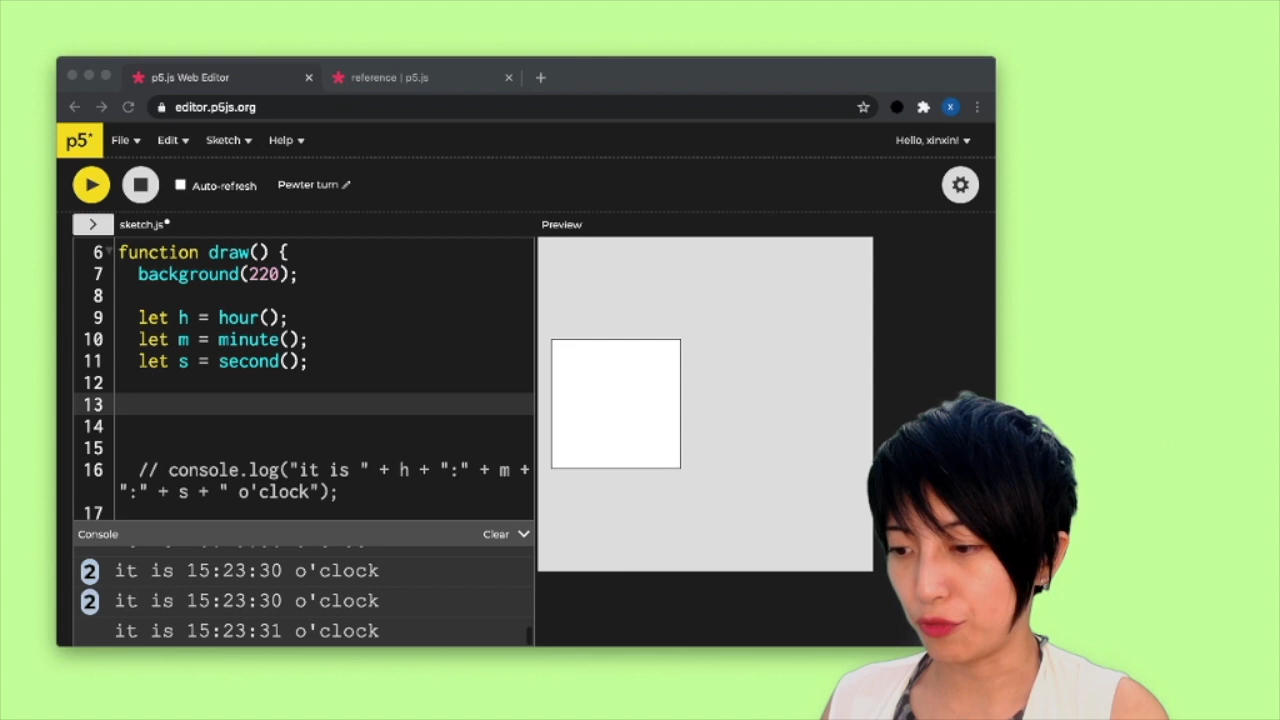 p5.js Web Editor
reference | p5.js
editor.p5js.org
X
p5*
File Edit Sketch Help
Hello, xinxin!
Auto-refresh
Pewter turn
sketch.js
Preview
6 function draw() {
7 background(220);
8
9 let h = hour();
10 let m = minute();
11 let s = second();
12
13
14
15
16 // console.log("it is " + h + ":" + m +
":" + s + " o'clock");
17
Console
Clear
2 it is 15:23:30 o'clock
2 it is 15:23:30 o'clock
it is 15:23:31 o'clock